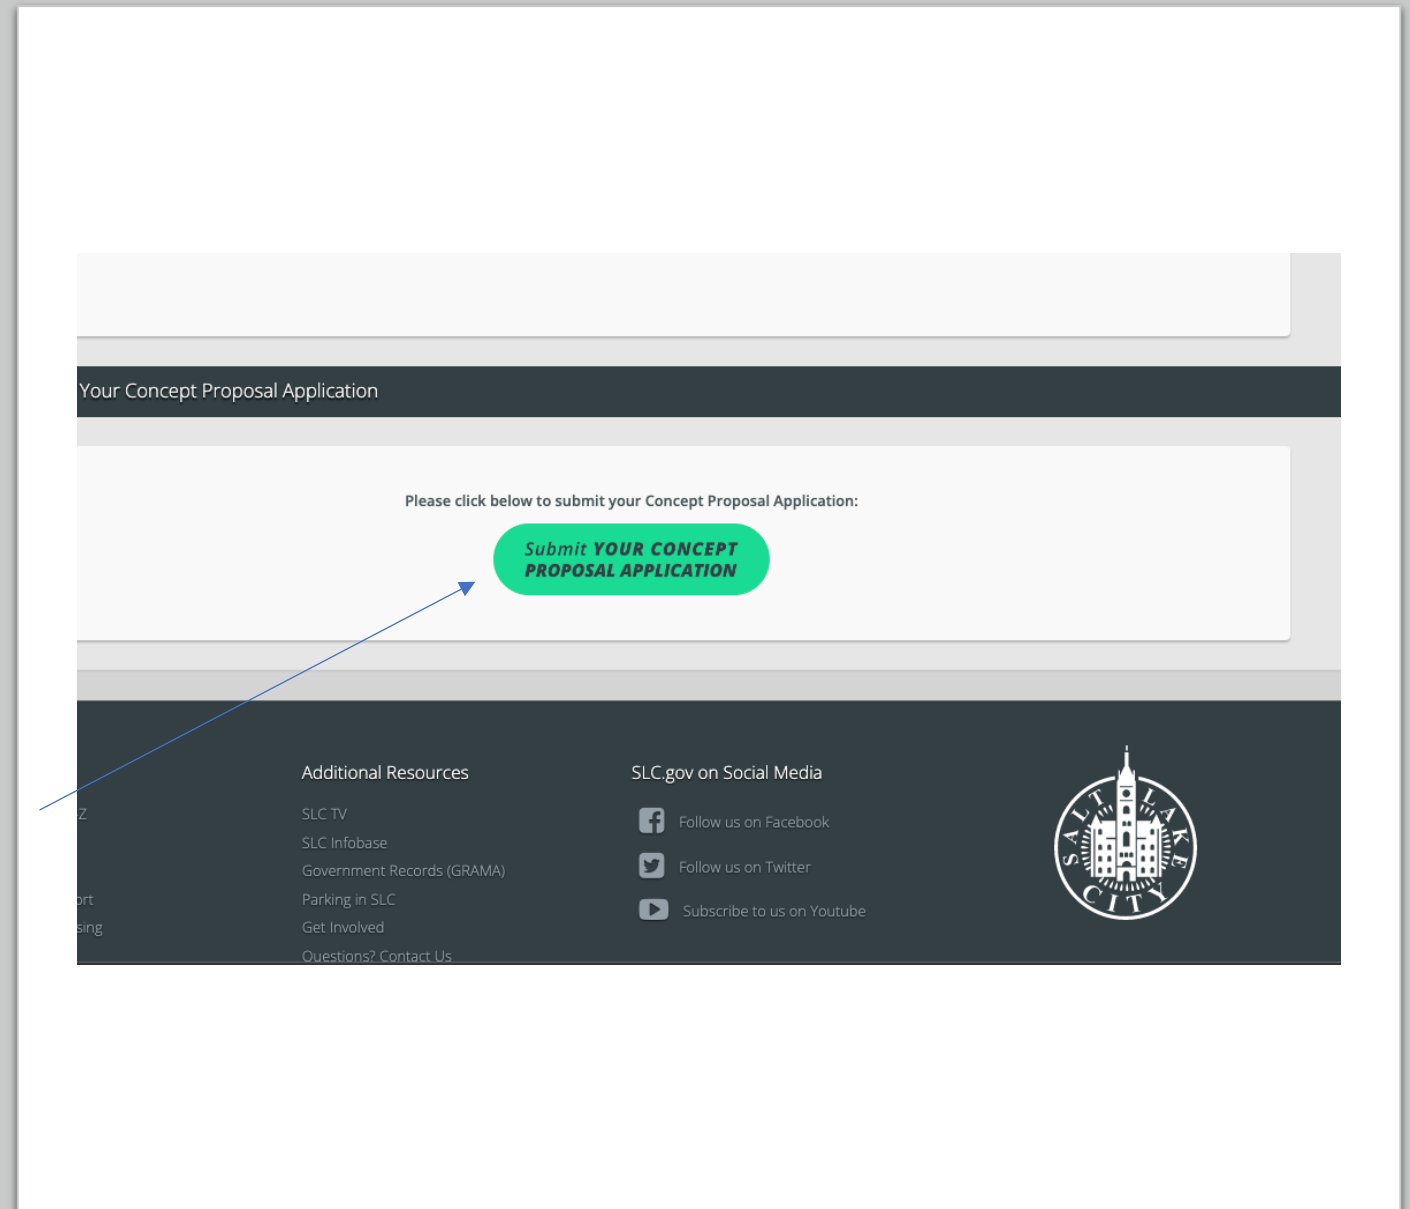 Your Concept Proposal Application
Please click below to submit your Concept Proposal Application:
Submit YOUR CONCEPT
PROPOSAL APPLICATION
Z
ort
sing
Additional Resources
SLC TV
SLC Infobase
Government Records (GRAMA)
Parking in SLC
Get Involved
Questions? Contact Us
SLC.gov on Social Media
Follow us on Facebook
Follow us on Twitter
Subscribe to us on Youtube
SALT LAKE
CITY